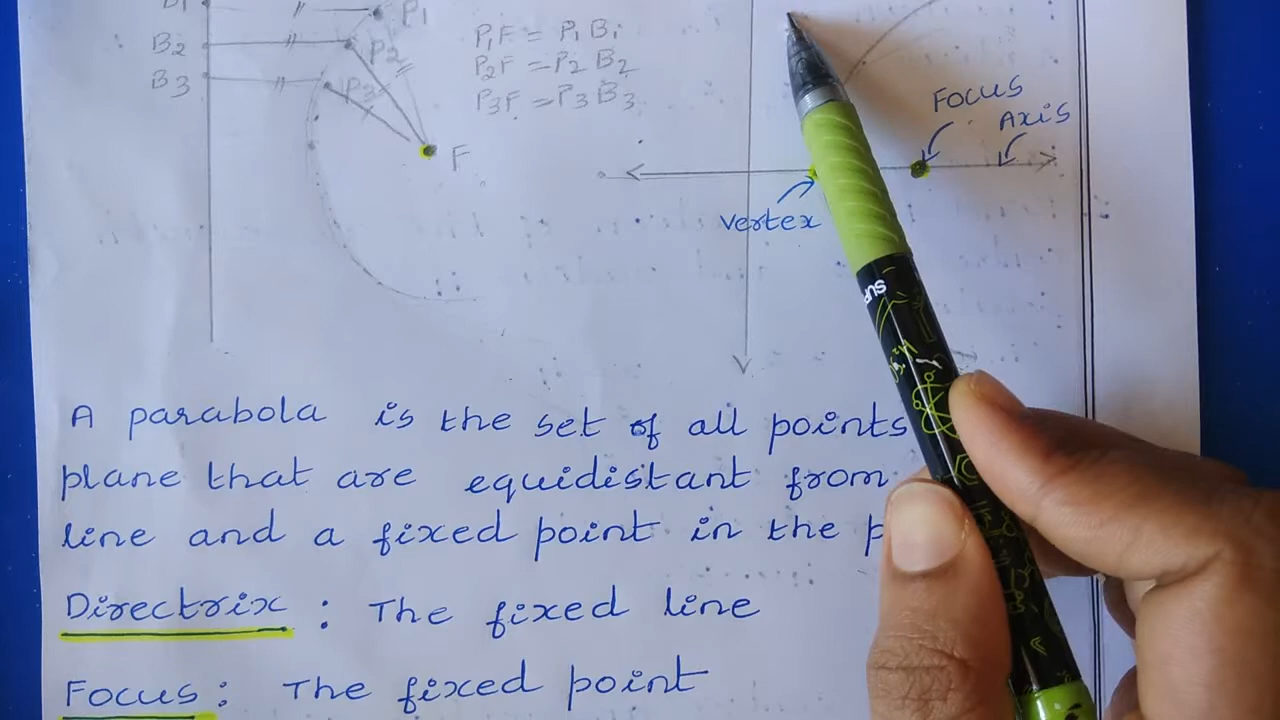 P1
B2
P2
B3
P3
F
P1F = P1B1
P2F = P2B2
P3F = P3B3
Focus
Axis
vertex
A parabola is the set of all points
plane that are equidistant from
line and a fixed point in the
Directrix : The fixed line
Focus : The fixed point